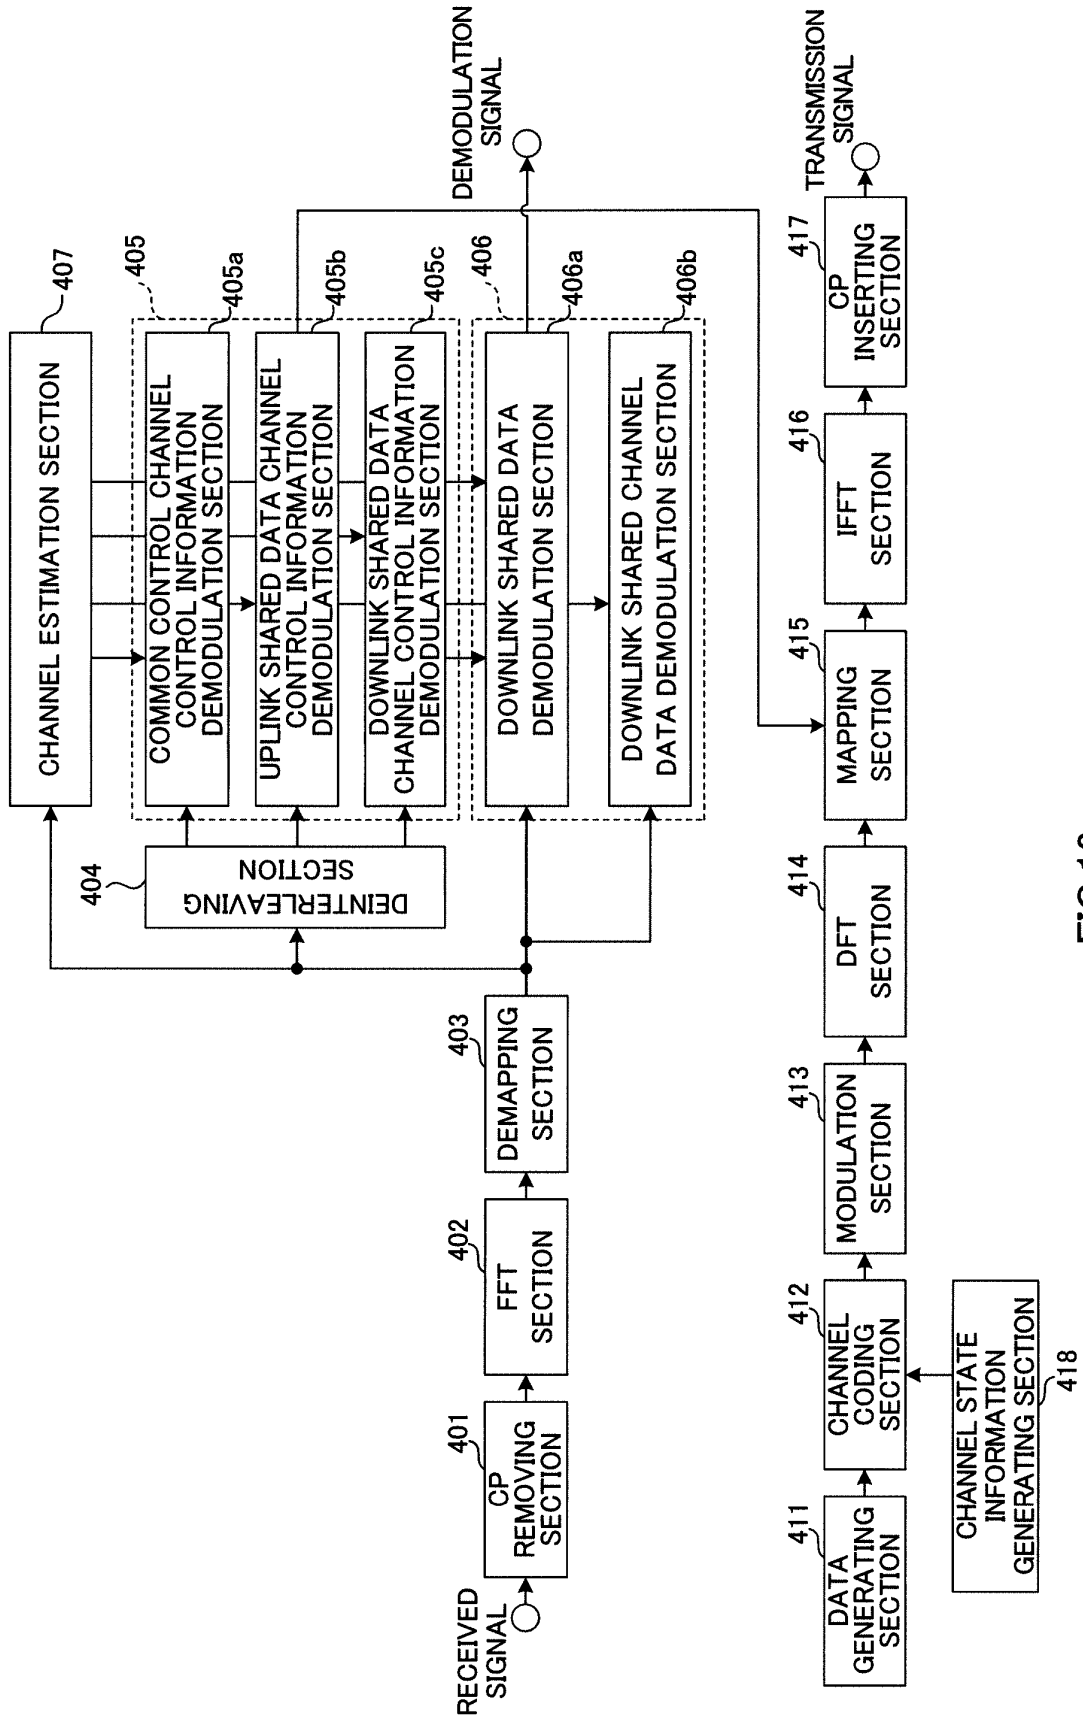 RECEIVED
SIGNAL
401
CP
REMOVING
SECTION
402
FFT
SECTION
403
DEMAPPING
SECTION
404
DEINTERLEAVING
SECTION
407
CHANNEL ESTIMATION SECTION
405
405a
COMMON CONTROL CHANNEL
CONTROL INFORMATION
DEMODULATION SECTION
405b
UPLINK SHARED DATA CHANNEL
CONTROL INFORMATION
DEMODULATION SECTION
405c
DOWNLINK SHARED DATA
CHANNEL CONTROL INFORMATION
DEMODULATION SECTION
406
406a
DOWNLINK SHARED DATA
DEMODULATION SECTION
406b
DOWNLINK SHARED CHANNEL
DATA DEMODULATION SECTION
DEMODULATION
SIGNAL
411
DATA
GENERATING
SECTION
412
CHANNEL
CODING
SECTION
413
MODULATION
SECTION
414
DFT
SECTION
415
MAPPING
SECTION
416
IFFT
SECTION
417
CP
INSERTING
SECTION
TRANSMISSION
SIGNAL
CHANNEL STATE
INFORMATION
GENERATING SECTION
418